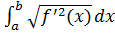 ∫_a^b √(f'²(x)) dx